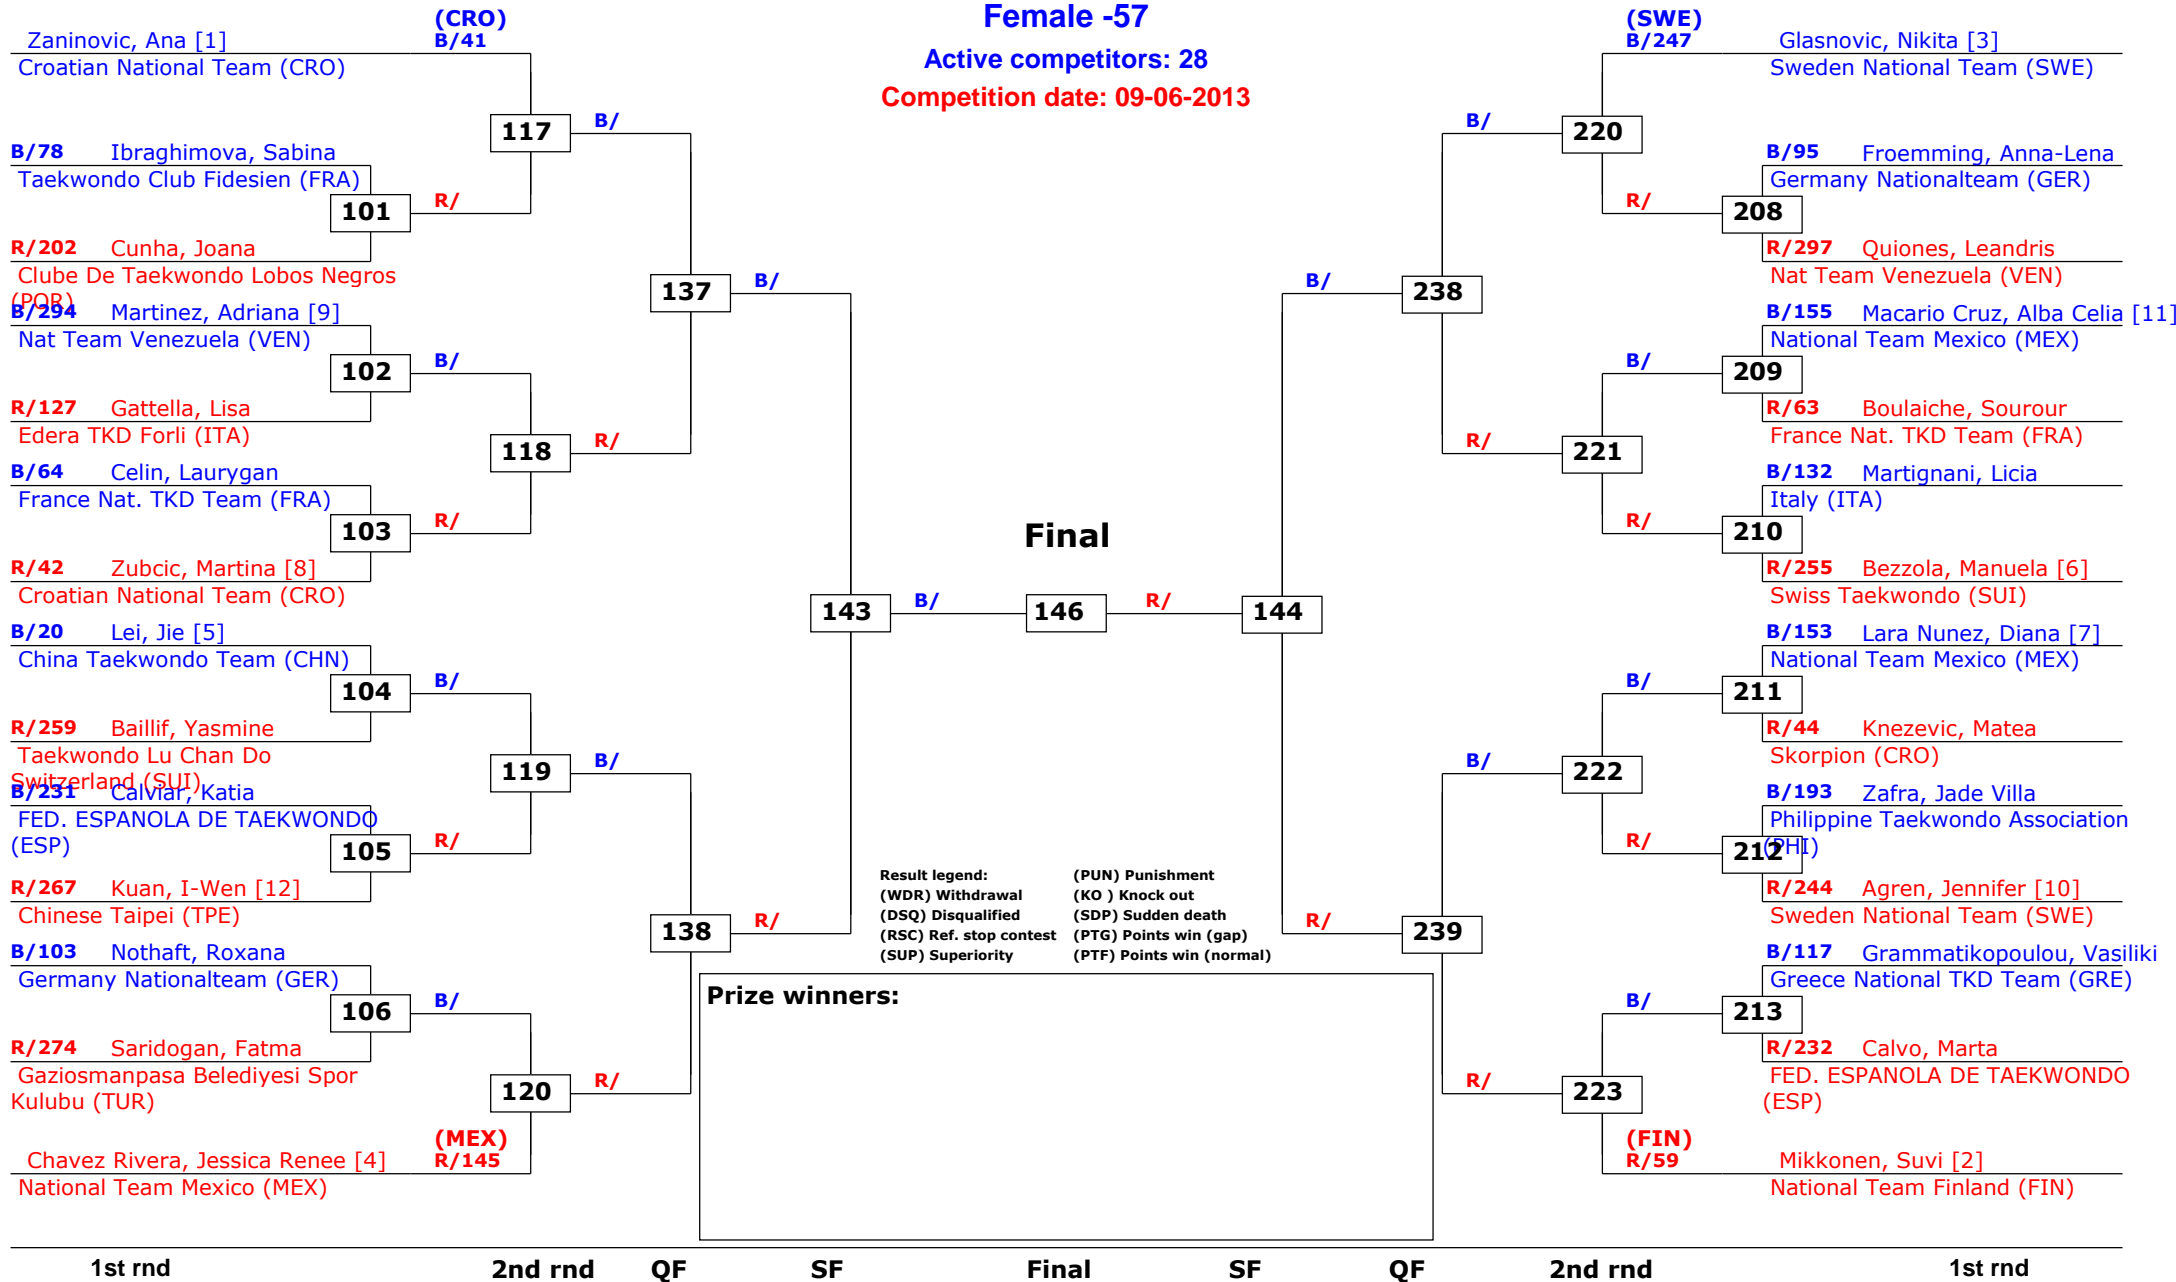 Female -57
Active competitors: 28
Competition date: 09-06-2013
(CRO)
Zaninovic, Ana [1] B/41
Croatian National Team (CRO)
117
B/
B/78 Ibraghimova, Sabina
Taekwondo Club Fidesien (FRA)
101
R/
R/202 Cunha, Joana
Clube De Taekwondo Lobos Negros
(POR)
137
B/
B/294 Martinez, Adriana [9]
Nat Team Venezuela (VEN)
102
B/
R/127 Gattella, Lisa
Edera TKD Forli (ITA)
118
R/
B/64 Celin, Laurygan
France Nat. TKD Team (FRA)
103
R/
R/42 Zubcic, Martina [8]
Croatian National Team (CRO)
143
B/
B/20 Lei, Jie [5]
China Taekwondo Team (CHN)
104
B/
R/259 Baillif, Yasmine
Taekwondo Lu Chan Do
Switzerland (SUI)
119
B/
B/231 Calviar, Katia
FED. ESPANOLA DE TAEKWONDO
(ESP)
105
R/
R/267 Kuan, I-Wen [12]
Chinese Taipei (TPE)
138
R/
B/103 Nothaft, Roxana
Germany Nationalteam (GER)
106
B/
R/274 Saridogan, Fatma
Gaziosmanpasa Belediyesi Spor
Kulubu (TUR)
120
R/
(MEX)
Chavez Rivera, Jessica Renee [4] R/145
National Team Mexico (MEX)
Final
146
R/
144
(SWE)
B/247 Glasnovic, Nikita [3]
Sweden National Team (SWE)
B/
220
B/95 Froemming, Anna-Lena
Germany Nationalteam (GER)
R/
208
R/297 Quiones, Leandris
Nat Team Venezuela (VEN)
B/
238
B/155 Macario Cruz, Alba Celia [11]
National Team Mexico (MEX)
B/
209
R/63 Boulaiche, Sourour
France Nat. TKD Team (FRA)
R/
221
B/132 Martignani, Licia
Italy (ITA)
R/
210
R/255 Bezzola, Manuela [6]
Swiss Taekwondo (SUI)
B/153 Lara Nunez, Diana [7]
National Team Mexico (MEX)
B/
211
R/44 Knezevic, Matea
Skorpion (CRO)
B/
222
B/193 Zafra, Jade Villa
Philippine Taekwondo Association
(PHI)
R/
212
R/244 Agren, Jennifer [10]
Sweden National Team (SWE)
R/
239
B/117 Grammatikopoulou, Vasiliki
Greece National TKD Team (GRE)
B/
213
R/232 Calvo, Marta
FED. ESPANOLA DE TAEKWONDO
(ESP)
R/
223
(FIN)
R/59 Mikkonen, Suvi [2]
National Team Finland (FIN)
Result legend: (PUN) Punishment
(WDR) Withdrawal (KO ) Knock out
(DSQ) Disqualified (SDP) Sudden death
(RSC) Ref. stop contest (PTG) Points win (gap)
(SUP) Superiority (PTF) Points win (normal)
Prize winners:
1st rnd 2nd rnd QF SF Final SF QF 2nd rnd 1st rnd